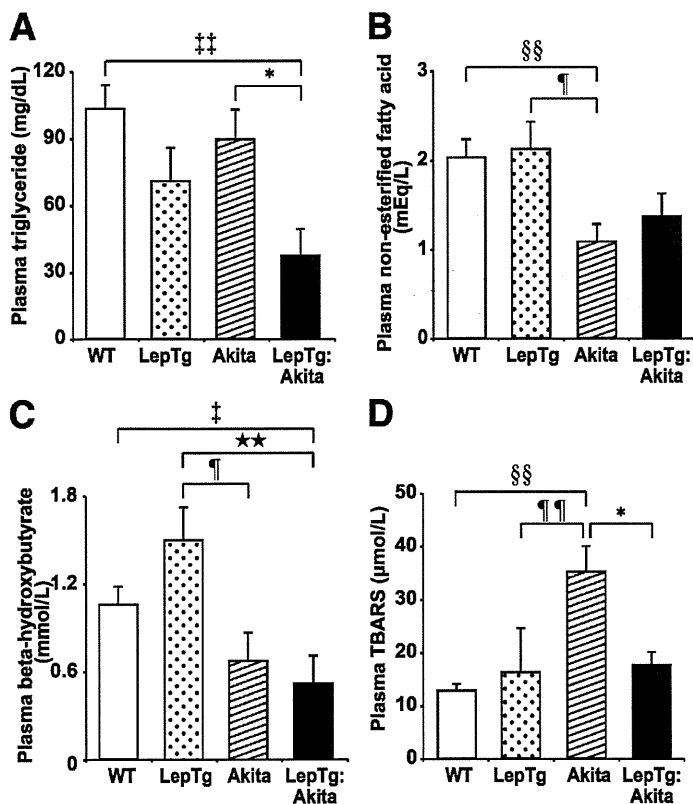 A
Plasma triglyceride (mg/dL)
120
90
60
30
0
‡‡
*
WT
LepTg
Akita
LepTg:
Akita
B
Plasma non-esterified fatty acid
(mEq/L)
3
2
1
0
§§
¶
WT
LepTg
Akita
LepTg:
Akita
C
Plasma beta-hydroxybutyrate
(mmol/L)
1.8
1.2
0.6
0
‡
★★
¶
WT
LepTg
Akita
LepTg:
Akita
D
Plasma TBARS (µmol/L)
50
40
30
20
10
0
§§
¶ ¶
*
WT
LepTg
Akita
LepTg:
Akita